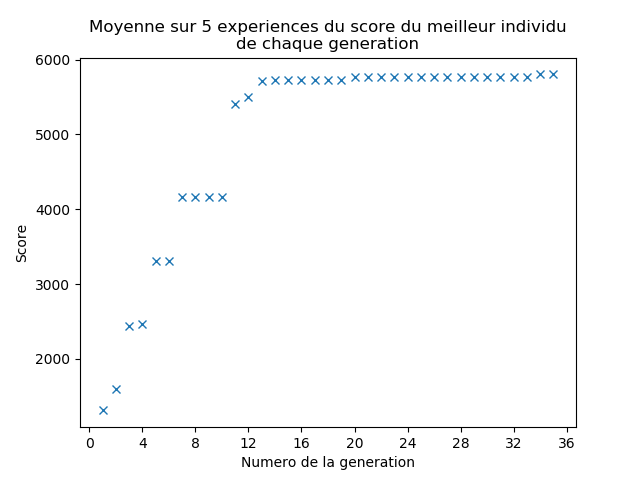 Moyenne sur 5 experiences du score du meilleur individu
de chaque generation
6000
5000
4000
3000
2000
Score
0 4 8 12 16 20 24 28 32 36
Numero de la generation